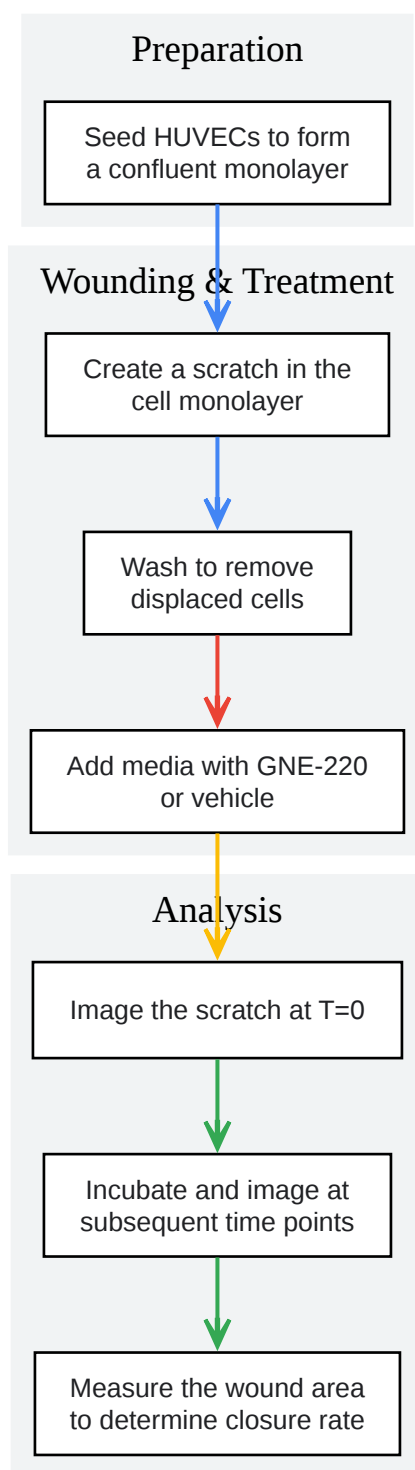 Preparation
Seed HUVECs to form
a confluent monolayer
Wounding & Treatment
Create a scratch in the
cell monolayer
Wash to remove
displaced cells
Add media with GNE-220
or vehicle
Analysis
Image the scratch at T=0
Incubate and image at
subsequent time points
Measure the wound area
to determine closure rate